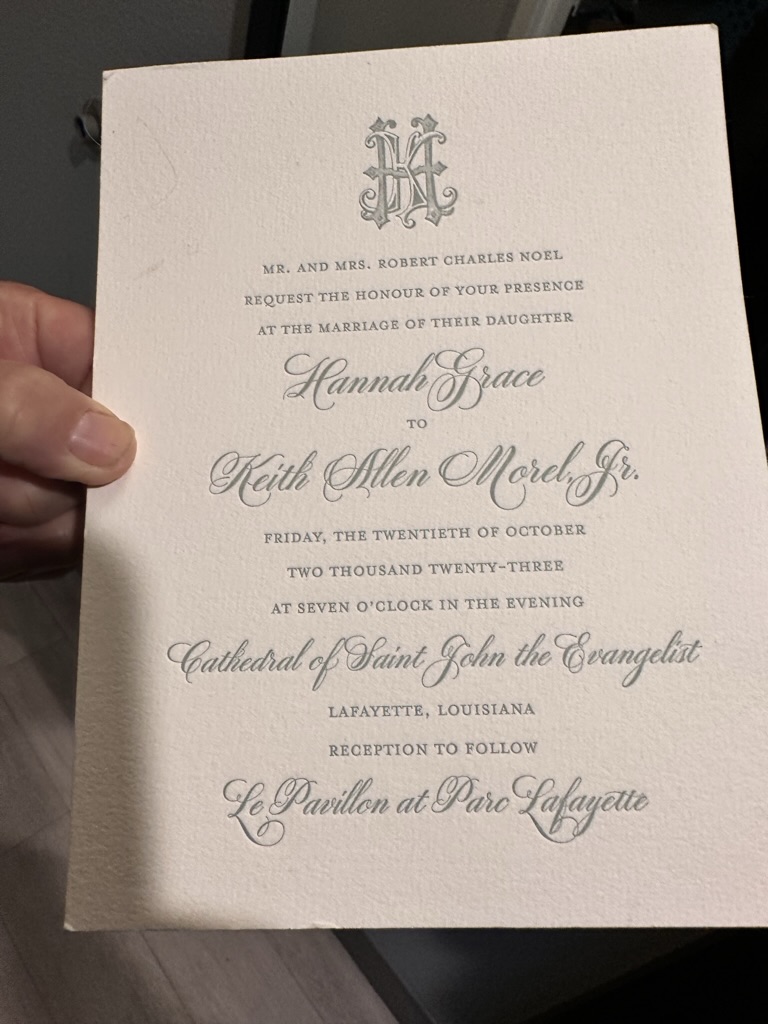 HK
MR. AND MRS. ROBERT CHARLES NOEL
REQUEST THE HONOUR OF YOUR PRESENCE
AT THE MARRIAGE OF THEIR DAUGHTER
Hannah Grace
TO
Keith Allen Morel, Jr.
FRIDAY, THE TWENTIETH OF OCTOBER
TWO THOUSAND TWENTY-THREE
AT SEVEN O'CLOCK IN THE EVENING
Cathedral of Saint John the Evangelist
LAFAYETTE, LOUISIANA
RECEPTION TO FOLLOW
Le Pavillon at Parc Lafayette